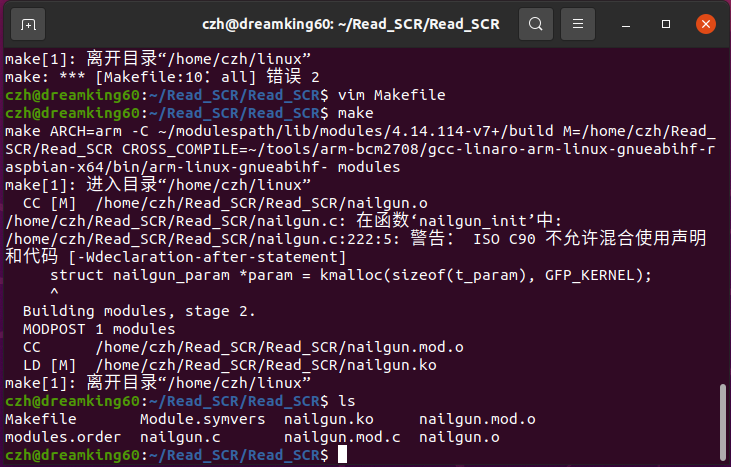 czh@dreamking60: ~/Read_SCR/Read_SCR
make[1]: 离开目录“/home/czh/linux”
make: *** [Makefile:10：all] 错误 2
czh@dreamking60:~/Read_SCR/Read_SCR$ vim Makefile
czh@dreamking60:~/Read_SCR/Read_SCR$ make
make ARCH=arm -C ~/modulespath/lib/modules/4.14.114-v7+/build M=/home/czh/Read_
SCR/Read_SCR CROSS_COMPILE=~/tools/arm-bcm2708/gcc-linaro-arm-linux-gnueabihf-r
aspbian-x64/bin/arm-linux-gnueabihf- modules
make[1]: 进入目录“/home/czh/linux”
  CC [M]  /home/czh/Read_SCR/Read_SCR/nailgun.o
/home/czh/Read_SCR/Read_SCR/nailgun.c: 在函数‘nailgun_init’中:
/home/czh/Read_SCR/Read_SCR/nailgun.c:222:5: 警告： ISO C90 不允许混合使用声明
和代码 [-Wdeclaration-after-statement]
     struct nailgun_param *param = kmalloc(sizeof(t_param), GFP_KERNEL);
     ^
  Building modules, stage 2.
  MODPOST 1 modules
  CC      /home/czh/Read_SCR/Read_SCR/nailgun.mod.o
  LD [M]  /home/czh/Read_SCR/Read_SCR/nailgun.ko
make[1]: 离开目录“/home/czh/linux”
czh@dreamking60:~/Read_SCR/Read_SCR$ ls
Makefile       Module.symvers  nailgun.ko     nailgun.mod.o
modules.order  nailgun.c       nailgun.mod.c  nailgun.o
czh@dreamking60:~/Read_SCR/Read_SCR$